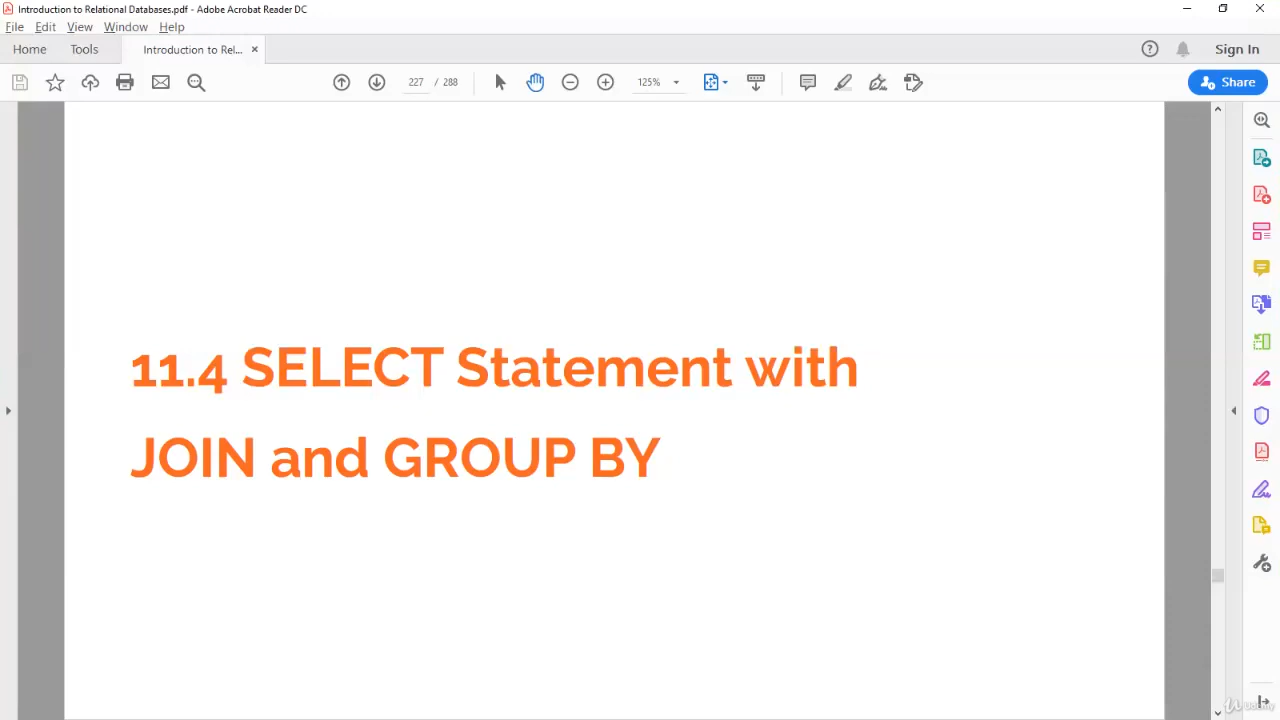 Introduction to Relational Databases.pdf - Adobe Acrobat Reader DC
File Edit View Window Help
Home Tools Introduction to Rel... × Sign In
227 / 288 125% Share
11.4 SELECT Statement with
JOIN and GROUP BY
Udemy